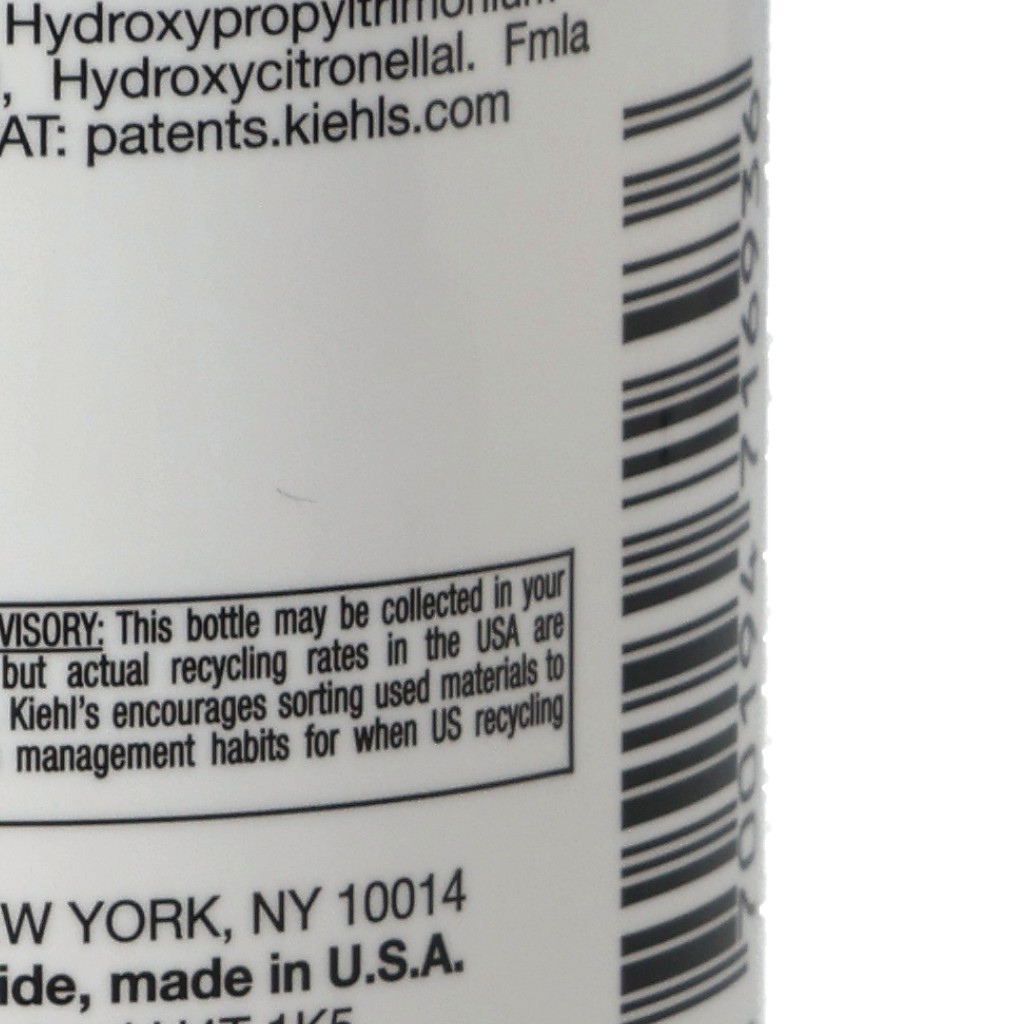 Hydroxypropyltrimonium
, Hydroxycitronellal. Fmla
AT: patents.kiehls.com
VISORY: This bottle may be collected in your
but actual recycling rates in the USA are
Kiehl's encourages sorting used materials to
management habits for when US recycling
W YORK, NY 10014
ide, made in U.S.A.
1K5
700194716936